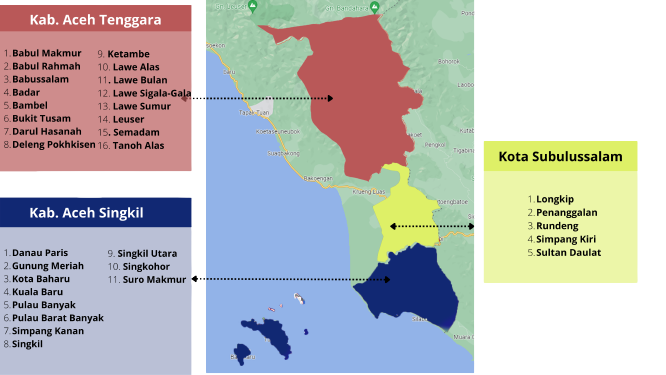 Kab. Aceh Tenggara
1. Babul Makmur
2. Babul Rahmah
3. Babussalam
4. Badar
5. Bambel
6. Bukit Tusam
7. Darul Hasanah
8. Deleng Pokhkisen
9. Ketambe
10. Lawe Alas
11. Lawe Bulan
12. Lawe Sigala-Gala
13. Lawe Sumur
14. Leuser
15. Semadam
16. Tanoh Alas
Kab. Aceh Singkil
1. Danau Paris
2. Gunung Meriah
3. Kota Baharu
4. Kuala Baru
5. Pulau Banyak
6. Pulau Barat Banyak
7. Simpang Kanan
8. Singkil
9. Singkil Utara
10. Singkohor
11. Suro Makmur
Kota Subulussalam
1. Longkip
2. Penanggalan
3. Rundeng
4. Simpang Kiri
5. Sultan Daulat
Bohorok
Tapak Tuan
Bakoengan
Krueng Luas